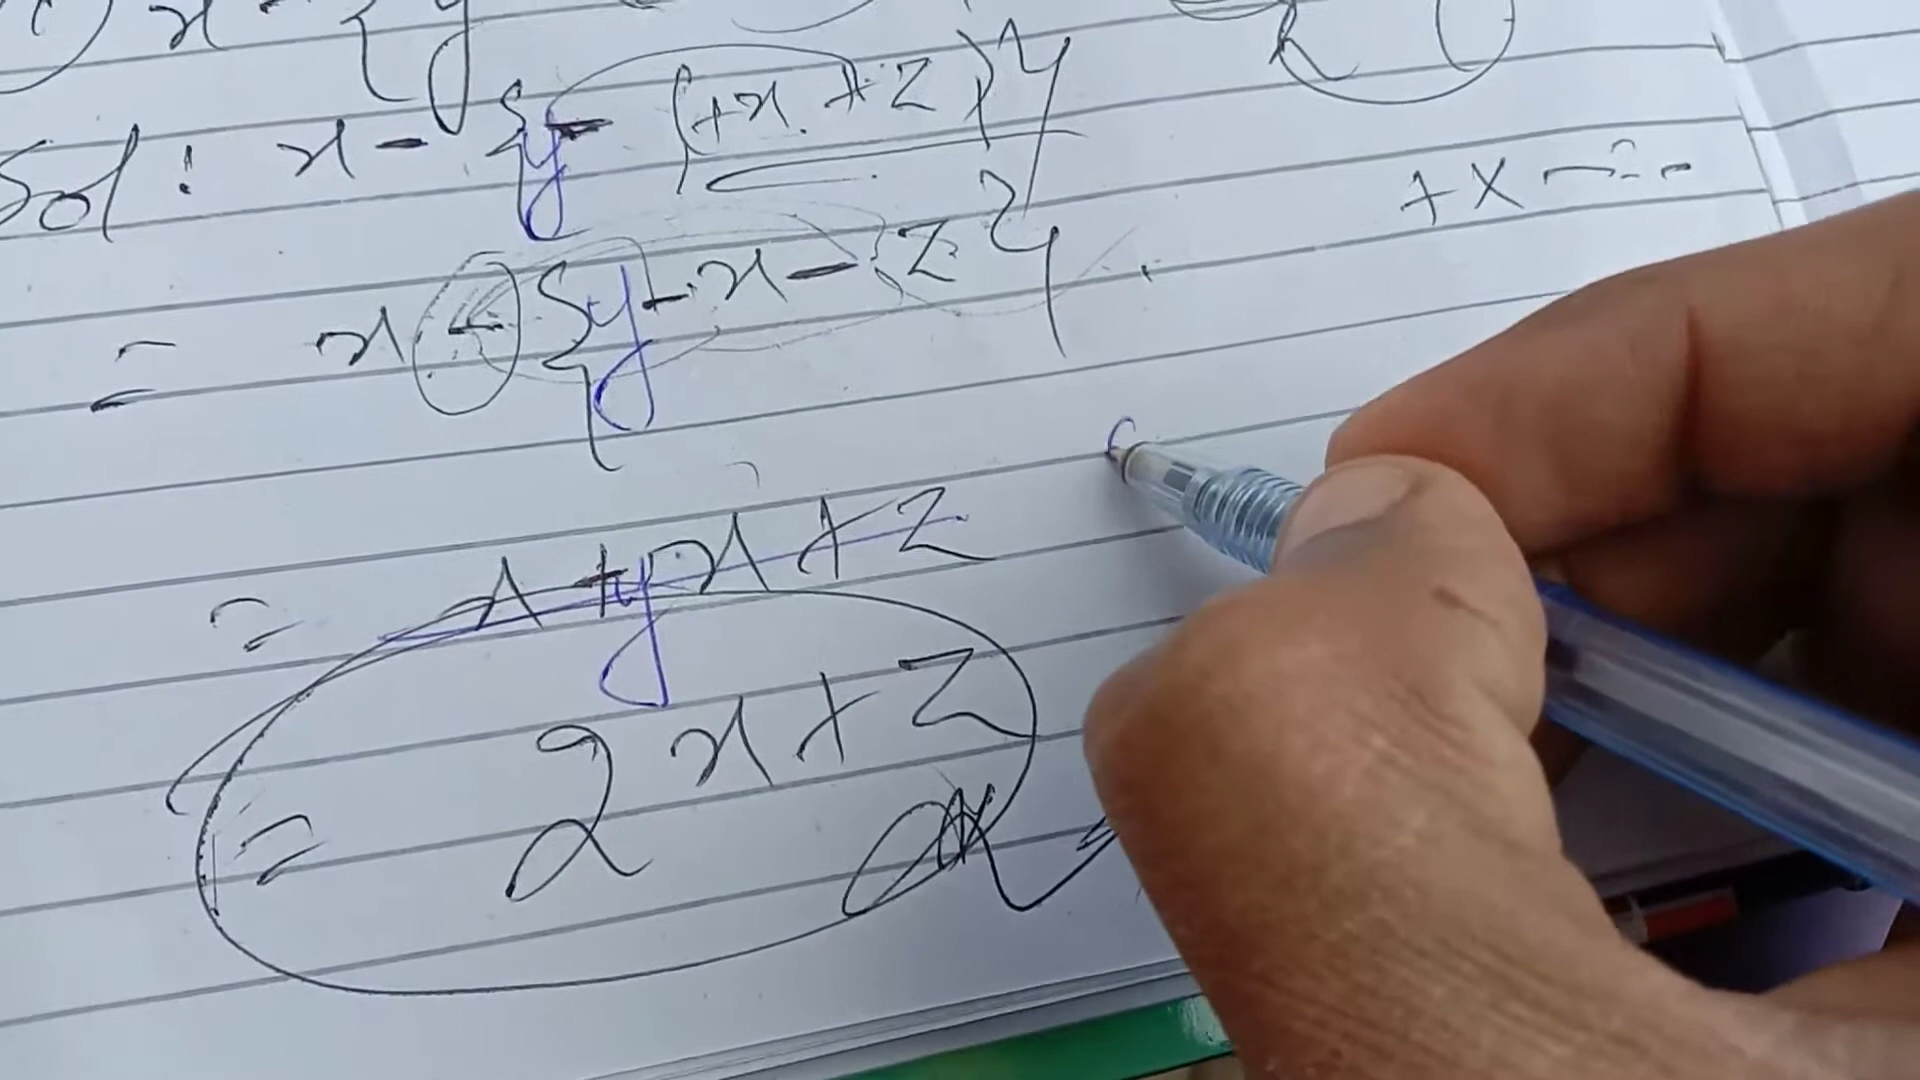 x - {y
Sol: x - {y - (+x + z)}
+ x - = -
= x - {y - x - z}
= x + y x + z
= 2x + z